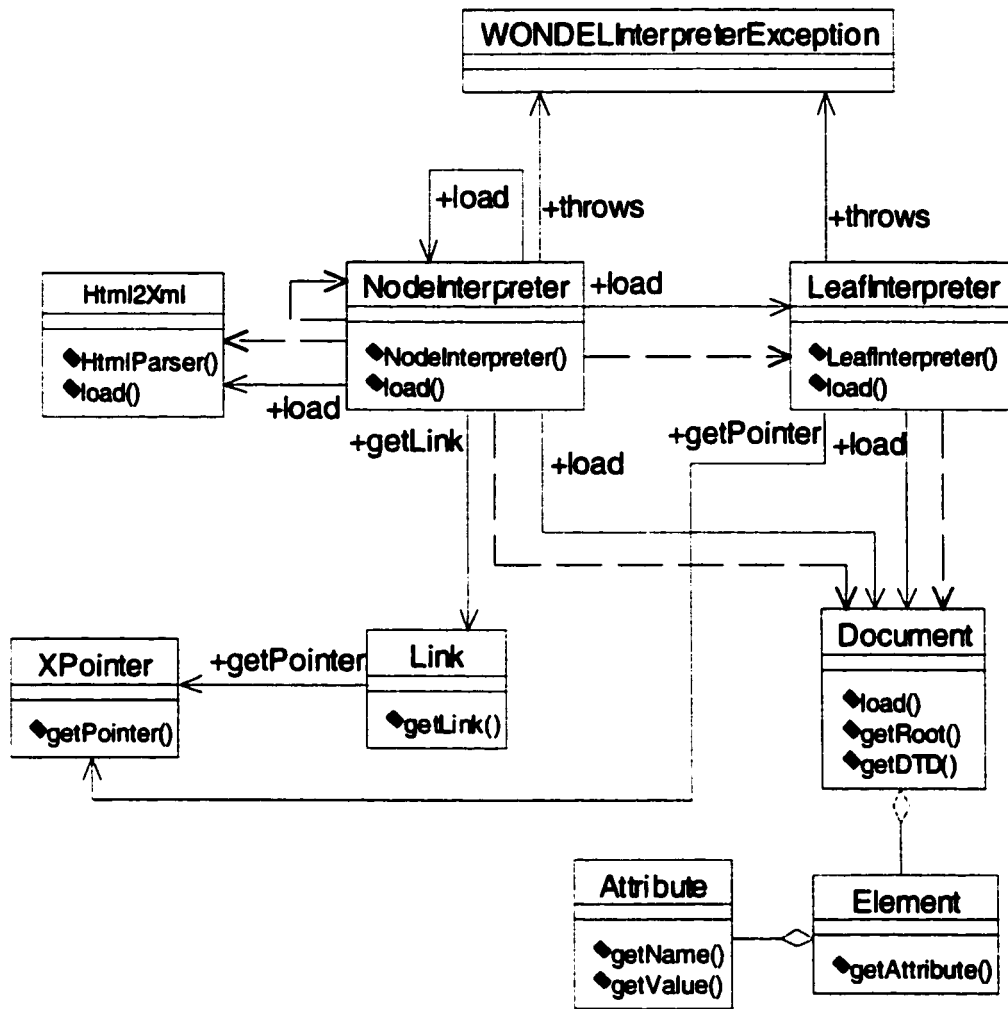 WONDELInterpreterException
+load
+throws
+throws
Html2Xml
HtmlParser()
load()
NodeInterpreter
NodeInterpreter()
load()
+load
LeafInterpreter
LeafInterpreter()
load()
+load
+getLink
+load
+getPointer
+load
XPointer
getPointer()
+getPointer
Link
getLink()
Document
load()
getRoot()
getDTD()
Attribute
getName()
getValue()
Element
getAttribute()